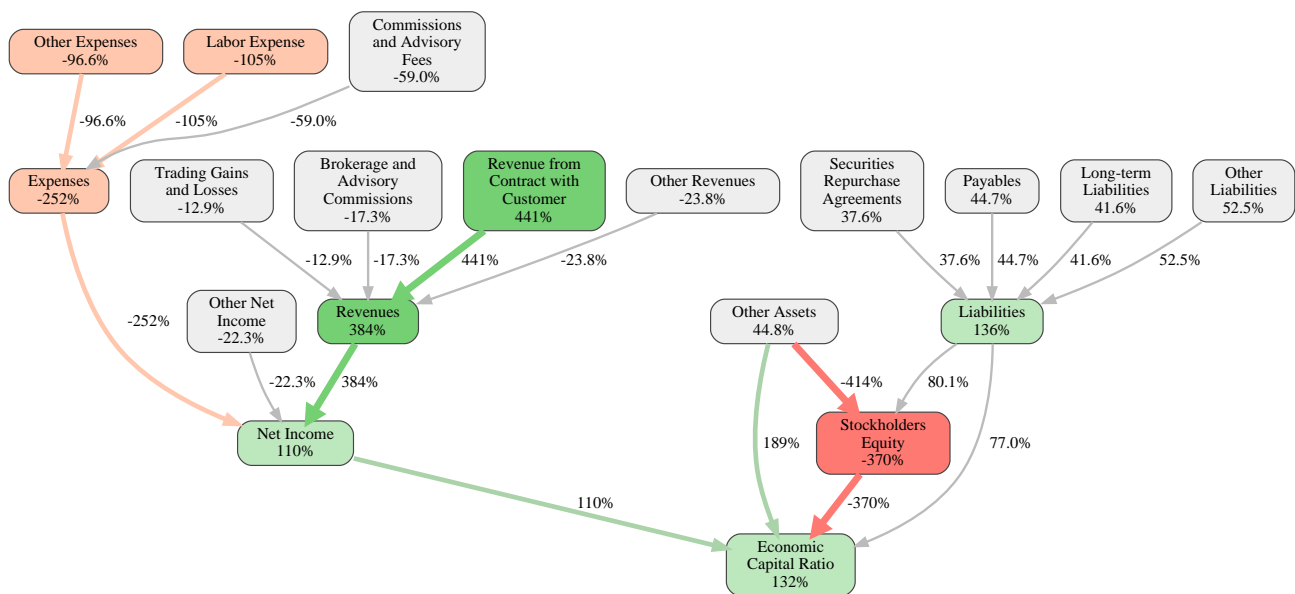 Other Expenses
-96.6%
Labor Expense
-105%
Commissions
and Advisory
Fees
-59.0%
-96.6%
-105%
-59.0%
Expenses
-252%
Trading Gains
and Losses
-12.9%
Brokerage and
Advisory
Commissions
-17.3%
Revenue from
Contract with
Customer
441%
Other Revenues
-23.8%
Securities
Repurchase
Agreements
37.6%
Payables
44.7%
Long-term
Liabilities
41.6%
Other
Liabilities
52.5%
-12.9%
-17.3%
441%
-23.8%
37.6%
44.7%
41.6%
52.5%
-252%
Other Net
Income
-22.3%
Revenues
384%
Other Assets
44.8%
Liabilities
136%
-22.3%
384%
-414%
80.1%
Net Income
110%
189%
Stockholders
Equity
-370%
77.0%
110%
-370%
Economic
Capital Ratio
132%